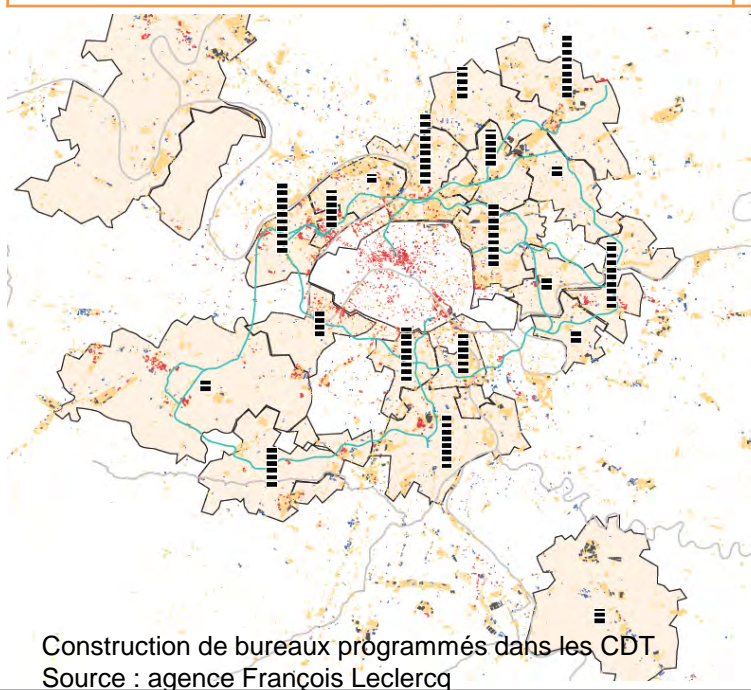 Construction de bureaux programmés dans les CDT
Source : agence François Leclercq